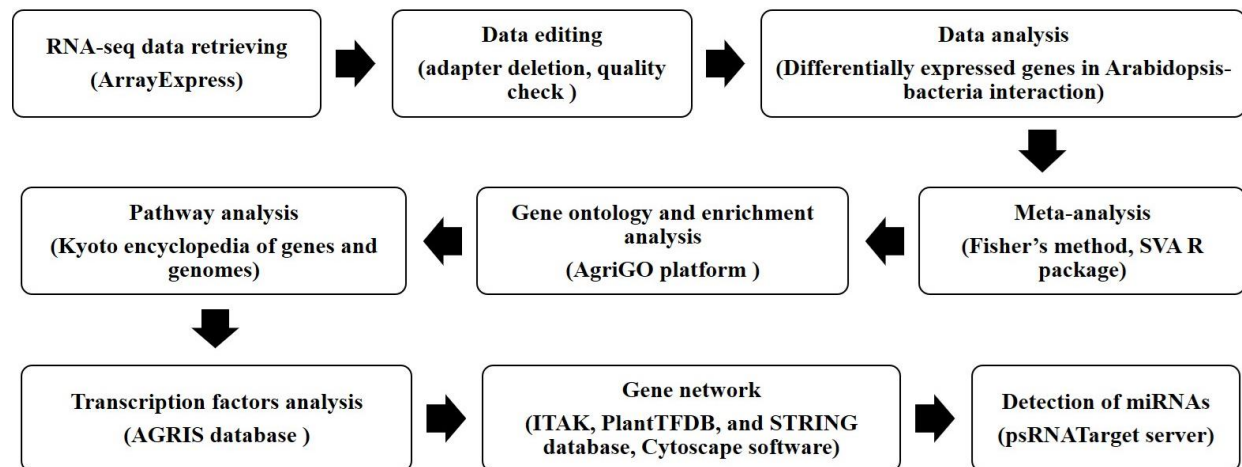 RNA-seq data retrieving
(ArrayExpress)
Data editing
(adapter deletion, quality
check )
Data analysis
(Differentially expressed genes in Arabidopsis-
bacteria interaction)
Meta-analysis
(Fisher’s method, SVA R
package)
Gene ontology and enrichment
analysis
(AgriGO platform )
Pathway analysis
(Kyoto encyclopedia of genes and
genomes)
Transcription factors analysis
(AGRIS database )
Gene network
(ITAK, PlantTFDB, and STRING
database, Cytoscape software)
Detection of miRNAs
(psRNATarget server)